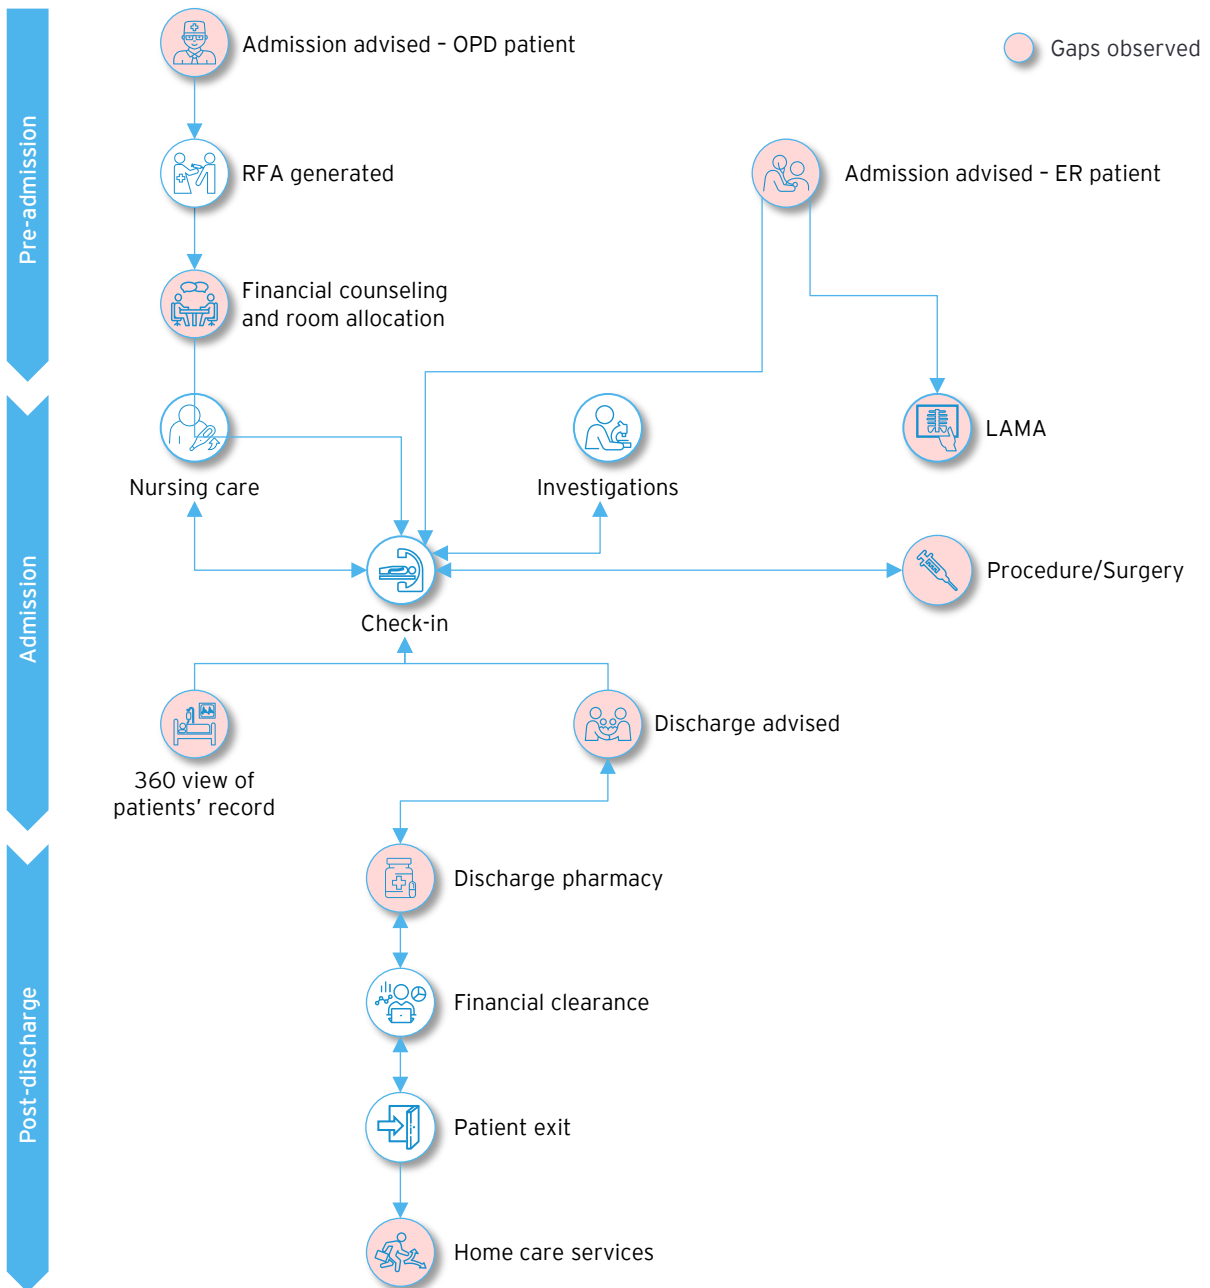 Pre-admission
Admission advised – OPD patient
Gaps observed
RFA generated
Admission advised – ER patient
Financial counseling
and room allocation
Admission
LAMA
Nursing care
Investigations
Procedure/Surgery
Check-in
Discharge advised
360 view of
patients’ record
Post-discharge
Discharge pharmacy
Financial clearance
Patient exit
Home care services